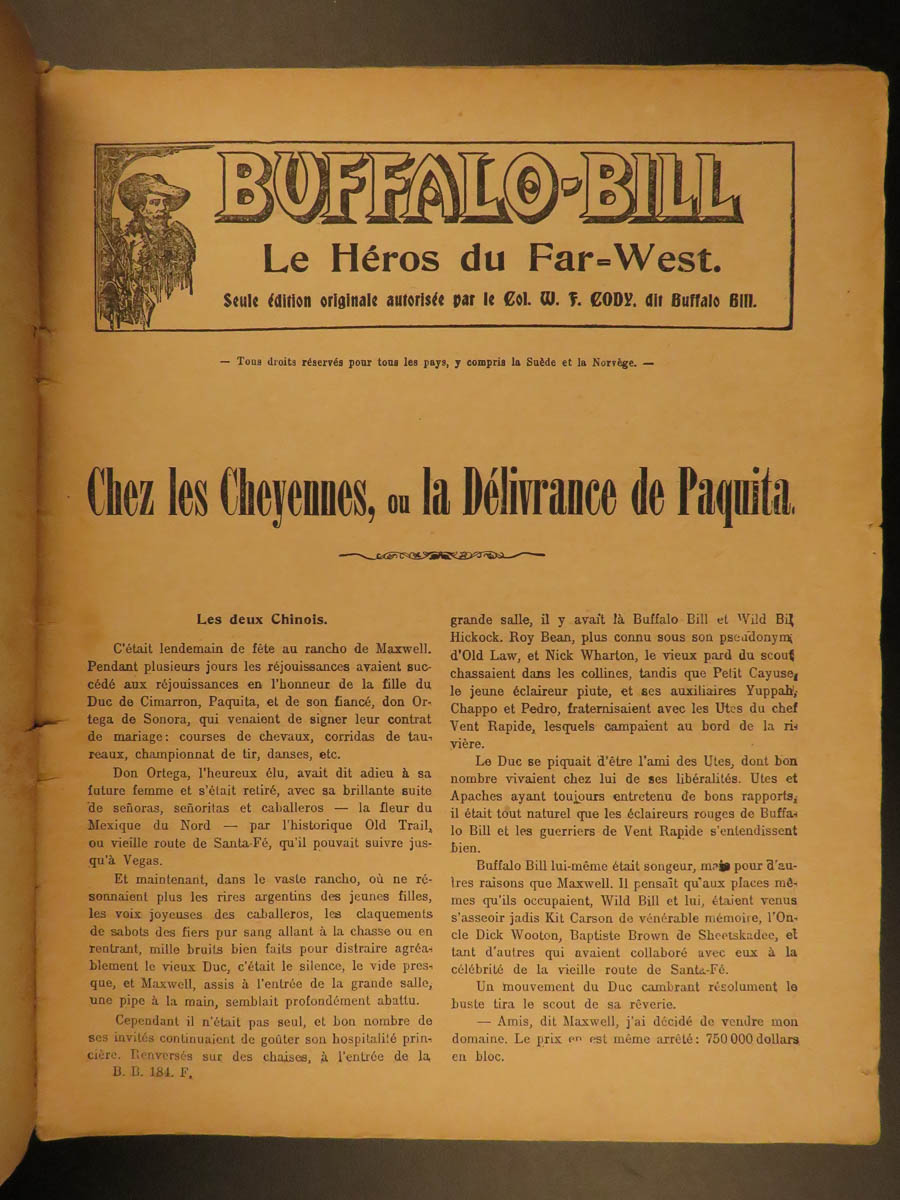 BUFFALO-BILL
Le Héros du Far=West.
Seule édition originale autorisée par le Col. W. F. CODY, dit Buffalo Bill.
— Tous droits réservés pour tous les pays, y compris la Suède et la Norvège. —
Chez les Cheyennes, ou la Délivrance de Paquita.
Les deux Chinois.
C'était lendemain de fête au rancho de Maxwell.
Pendant plusieurs jours les réjouissances avaient suc-
cédé aux réjouissances en l'honneur de la fille du
Duc de Cimarron, Paquita, et de son fiancé, don Or-
tega de Sonora, qui venaient de signer leur contrat
de mariage: courses de chevaux, corridas de tau-
reaux, championnat de tir, danses, etc.
Don Ortega, l'heureux élu, avait dit adieu à sa
future femme et s'était retiré, avec sa brillante suite
de señoras, señoritas et caballeros — la fleur du
Mexique du Nord — par l'historique Old Trail,
ou vieille route de Santa-Fé, qu'il pouvait suivre jus-
qu'à Vegas.
Et maintenant, dans le vaste rancho, où ne ré-
sonnaient plus les rires argentins des jeunes filles,
les voix joyeuses des caballeros, les claquements
de sabots des fiers pur sang allant à la chasse ou en
rentrant, mille bruits bien faits pour distraire agréa-
blement le vieux Duc, c'était le silence, le vide pres-
que, et Maxwell, assis à l'entrée de la grande salle,
une pipe à la main, semblait profondément abattu.
Cependant il n'était pas seul, et bon nombre de
ses invités continuaient de goûter son hospitalité prin-
cière. Renversés sur des chaises, à l'entrée de la
B. B. 184. F.
grande salle, il y avait là Buffalo Bill et Wild Bill
Hickock. Roy Bean, plus connu sous son pseudonyme
d'Old Law, et Nick Wharton, le vieux pard du scout
chassaient dans les collines, tandis que Petit Cayuse,
le jeune éclaireur piute, et ses auxiliaires Yuppah,
Chappo et Pedro, fraternisaient avec les Utes du chef
Vent Rapide, lesquels campaient au bord de la ri-
vière.
Le Duc se piquait d'être l'ami des Utes, dont bon
nombre vivaient chez lui de ses libéralités. Utes et
Apaches ayant toujours entretenu de bons rapports,
il était tout naturel que les éclaireurs rouges de Buffa-
lo Bill et les guerriers de Vent Rapide s'entendissent
bien.
Buffalo Bill lui-même était songeur, mais pour d'au-
tres raisons que Maxwell. Il pensait qu'aux places mê-
mes qu'ils occupaient, Wild Bill et lui, étaient venus
s'asseoir jadis Kit Carson de vénérable mémoire, l'On-
cle Dick Wooton, Baptiste Brown de Sheetskadee, et
tant d'autres qui avaient collaboré avec eux à la
célébrité de la vieille route de Santa-Fé.
Un mouvement du Duc cambrant résolument le
buste tira le scout de sa rêverie.
— Amis, dit Maxwell, j'ai décidé de vendre mon
domaine. Le prix en est même arrêté: 750 000 dollars
en bloc.